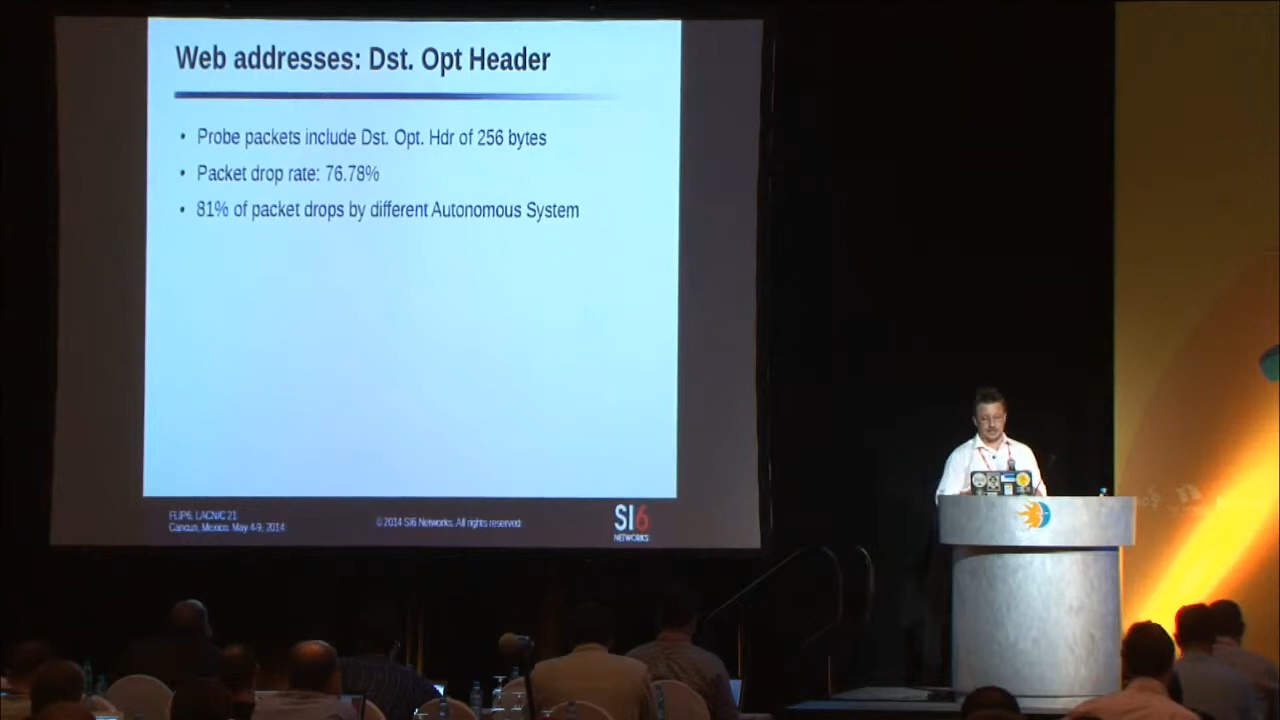 Web addresses: Dst. Opt Header
• Probe packets include Dst. Opt. Hdr of 256 bytes
• Packet drop rate: 76.78%
• 81% of packet drops by different Autonomous System
FLIP6, LACNIC 21
Cancun, Mexico. May 4-9, 2014
© 2014 SI6 Networks. All rights reserved
SI6
NETWORKS